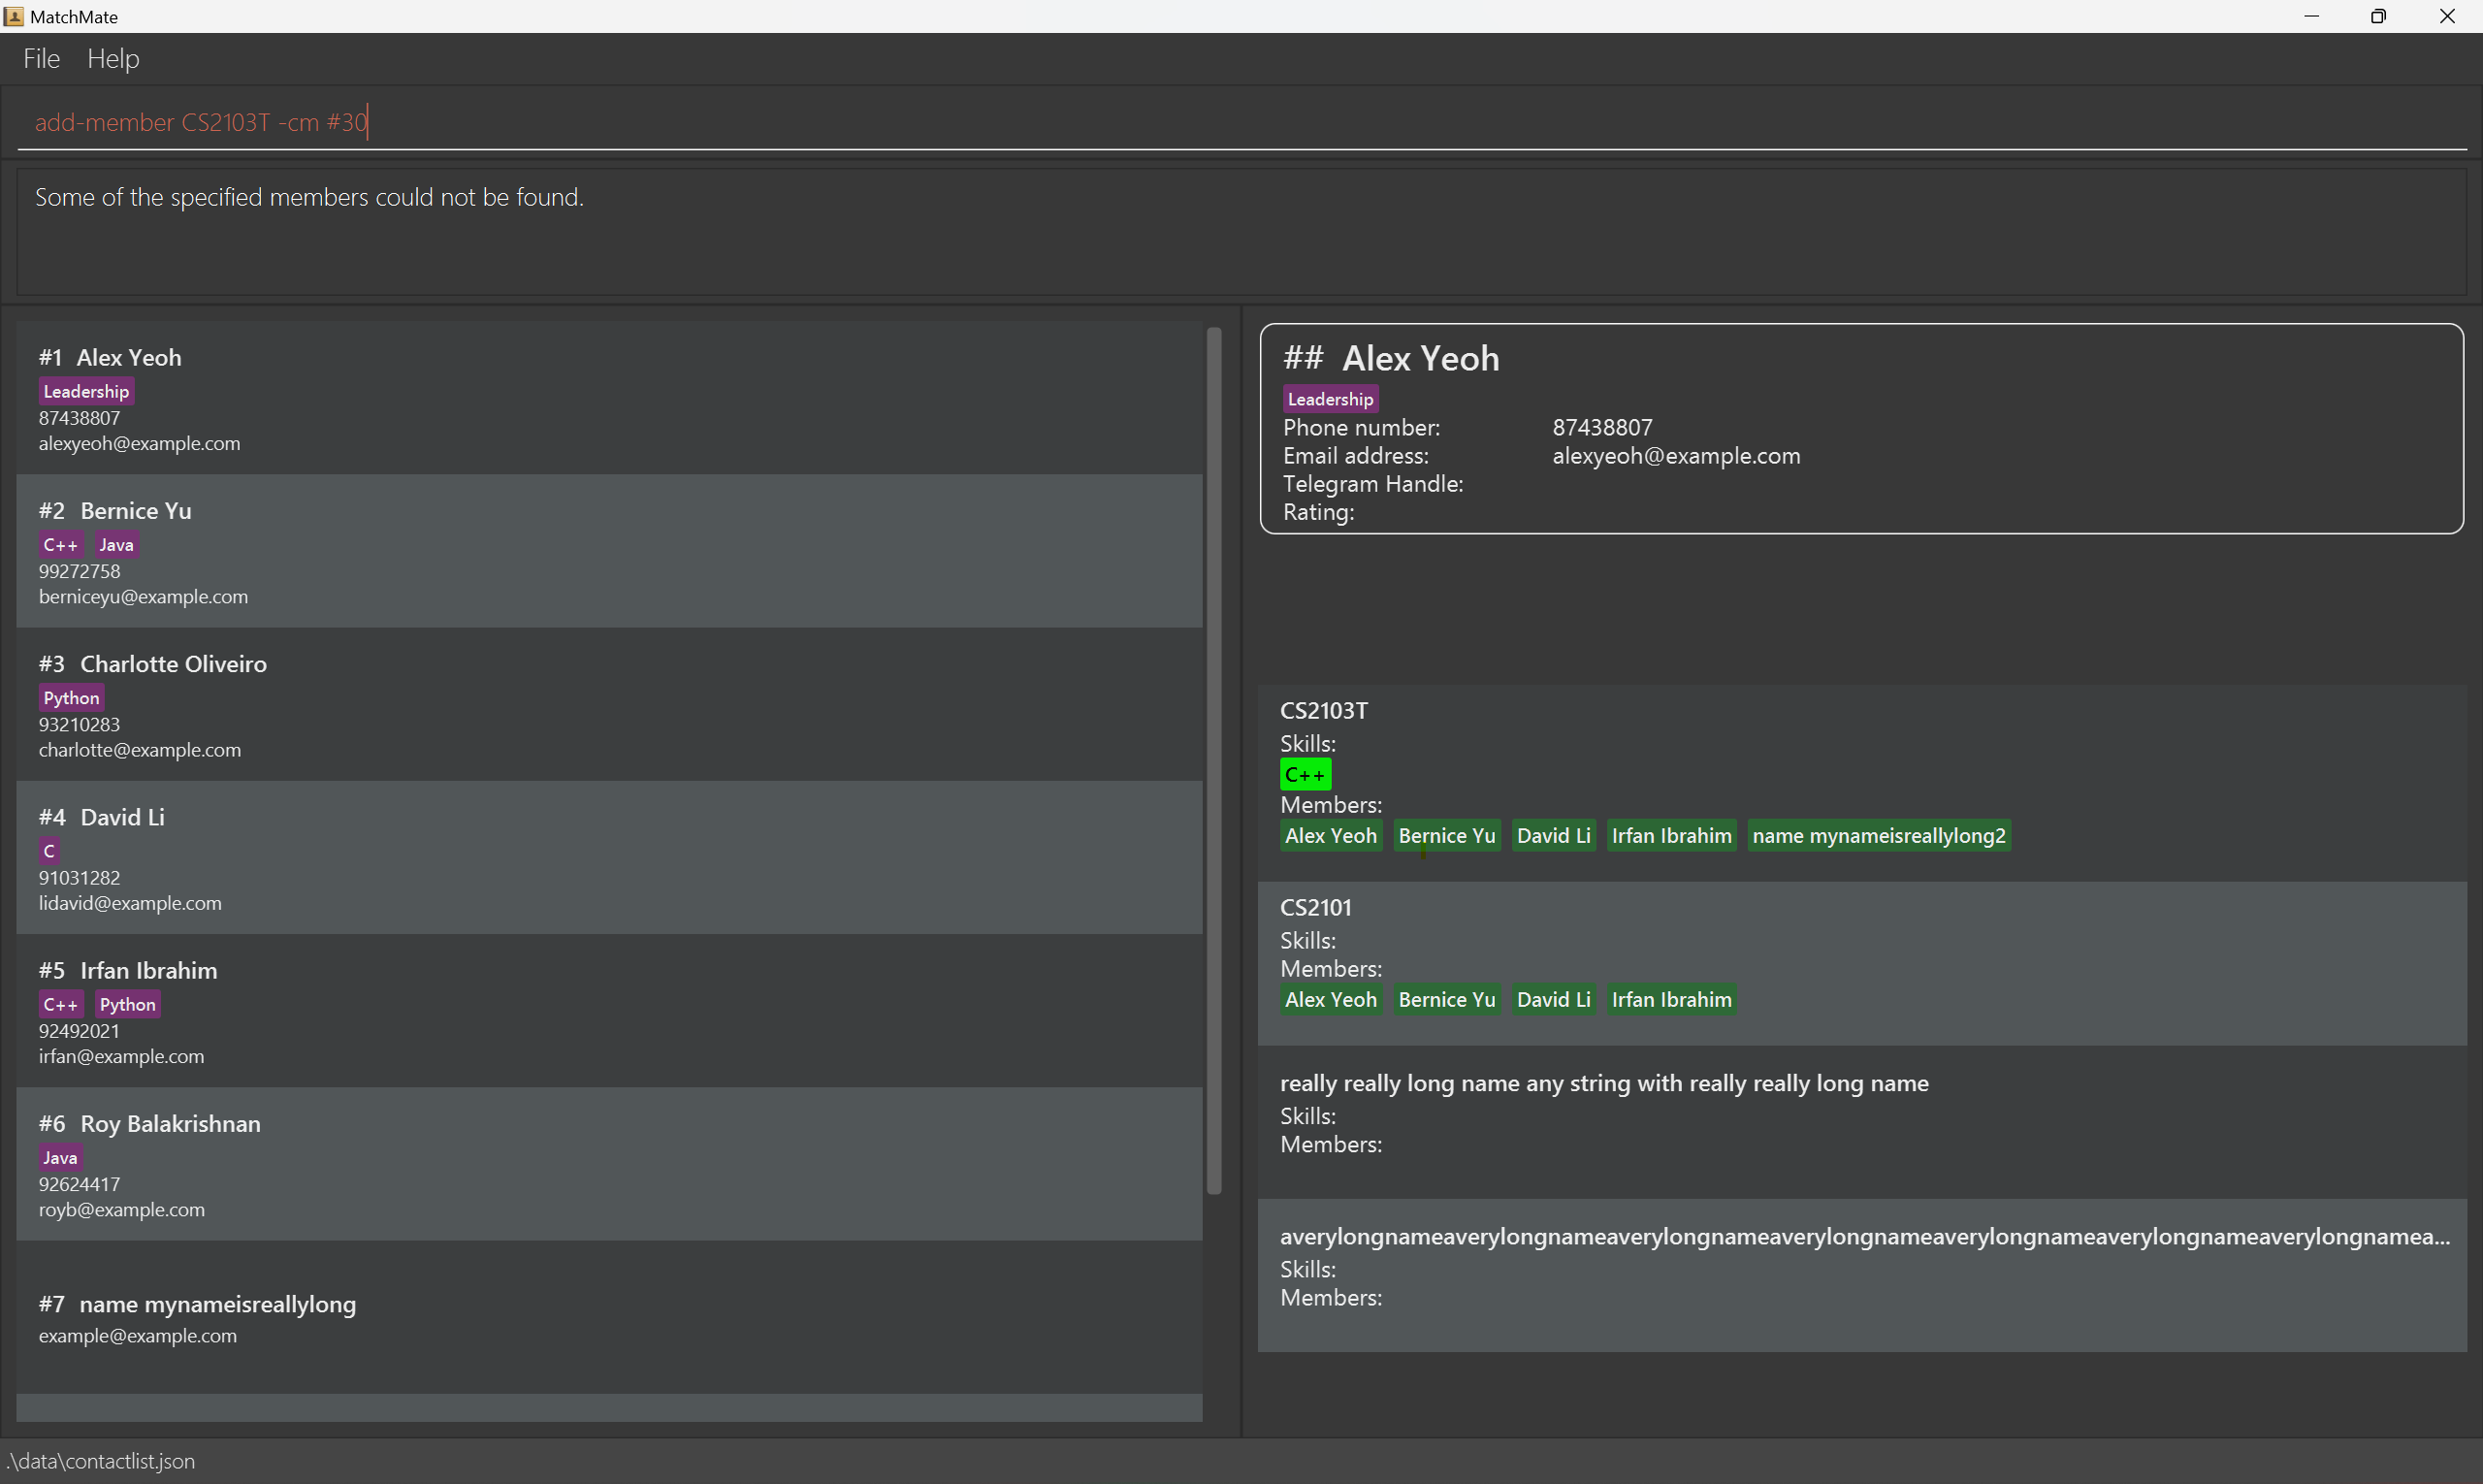 MatchMate
File Help
add-member CS2103T -cm #30
Some of the specified members could not be found.
#1 Alex Yeoh
Leadership
87438807
alexyeoh@example.com
#2 Bernice Yu
C++ Java
99272758
berniceyu@example.com
#3 Charlotte Oliveiro
Python
93210283
charlotte@example.com
#4 David Li
C
91031282
lidavid@example.com
#5 Irfan Ibrahim
C++ Python
92492021
irfan@example.com
#6 Roy Balakrishnan
Java
92624417
royb@example.com
#7 name mynameisreallylong
example@example.com
## Alex Yeoh
Leadership
Phone number: 87438807
Email address: alexyeoh@example.com
Telegram Handle:
Rating:
CS2103T
Skills:
C++
Members:
Alex Yeoh Bernice Yu David Li Irfan Ibrahim name mynameisreallylong2
CS2101
Skills:
Members:
Alex Yeoh Bernice Yu David Li Irfan Ibrahim
really really long name any string with really really long name
Skills:
Members:
averylongnameaverylongnameaverylongnameaverylongnameaverylongnameaverylongnameaverylongnamea...
Skills:
Members:
.\data\contactlist.json